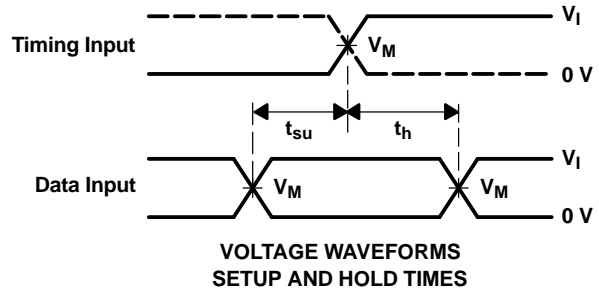 Timing Input
V_I
V_M
0 V
t_su
t_h
Data Input
V_I
V_M
V_M
0 V
VOLTAGE WAVEFORMS
SETUP AND HOLD TIMES